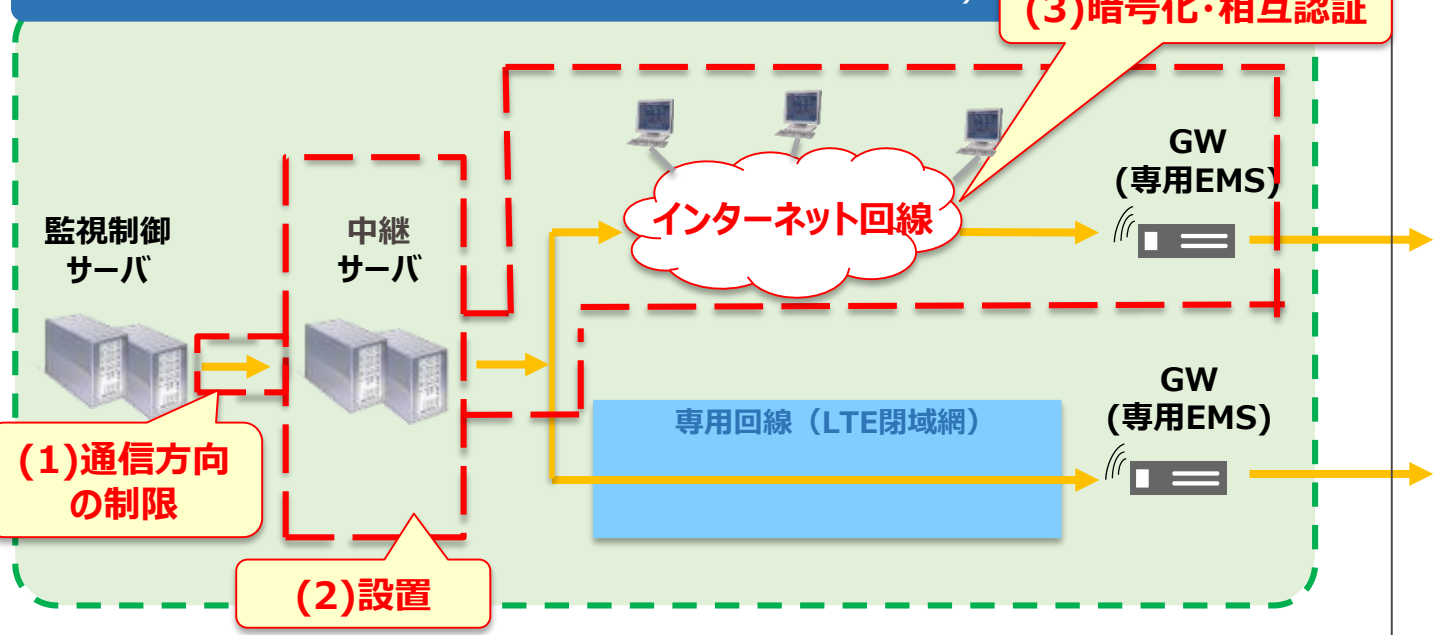 (3)暗号化・相互認証
GW
(専用EMS)
インターネット回線
監視制御
サーバ
中継
サーバ
GW
(専用EMS)
専用回線（LTE閉域網）
(1)通信方向
の制限
(2)設置